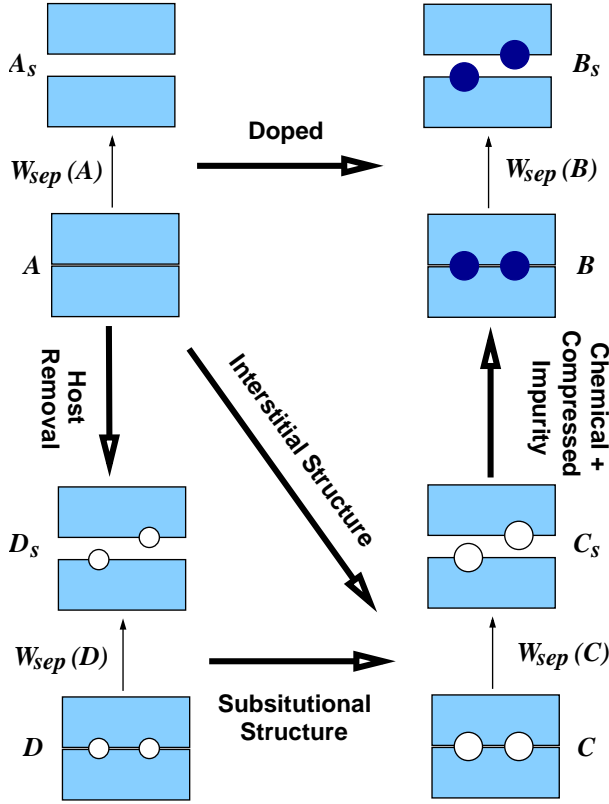 A_s
B_s
Doped
W_sep (A)
W_sep (B)
A
B
Host
Removal
Interstitial Structure
Chemical +
Compressed
Impurity
D_s
C_s
W_sep (D)
W_sep (C)
Subsitutional
Structure
D
C